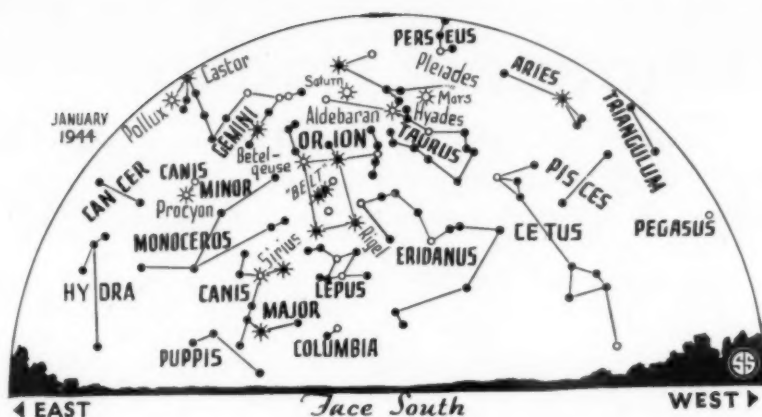 PERSEUS
Castor
Saturn
Pleiades
ARIES
JANUARY
1944
Pollux
GEMINI
Mars
Aldebaran
Hyades
TAURUS
TRIANGULUM
ORION
Betel-
geuse
CANCER
CANIS
MINOR
Procyon
"BELT"
PISCES
MONOCEROS
Sirius
Rigel
ERIDANUS
CETUS
PEGASUS
HYDRA
CANIS
MAJOR
LEPUS
PUPPIS
COLUMBIA
SS
EAST
Face South
WEST